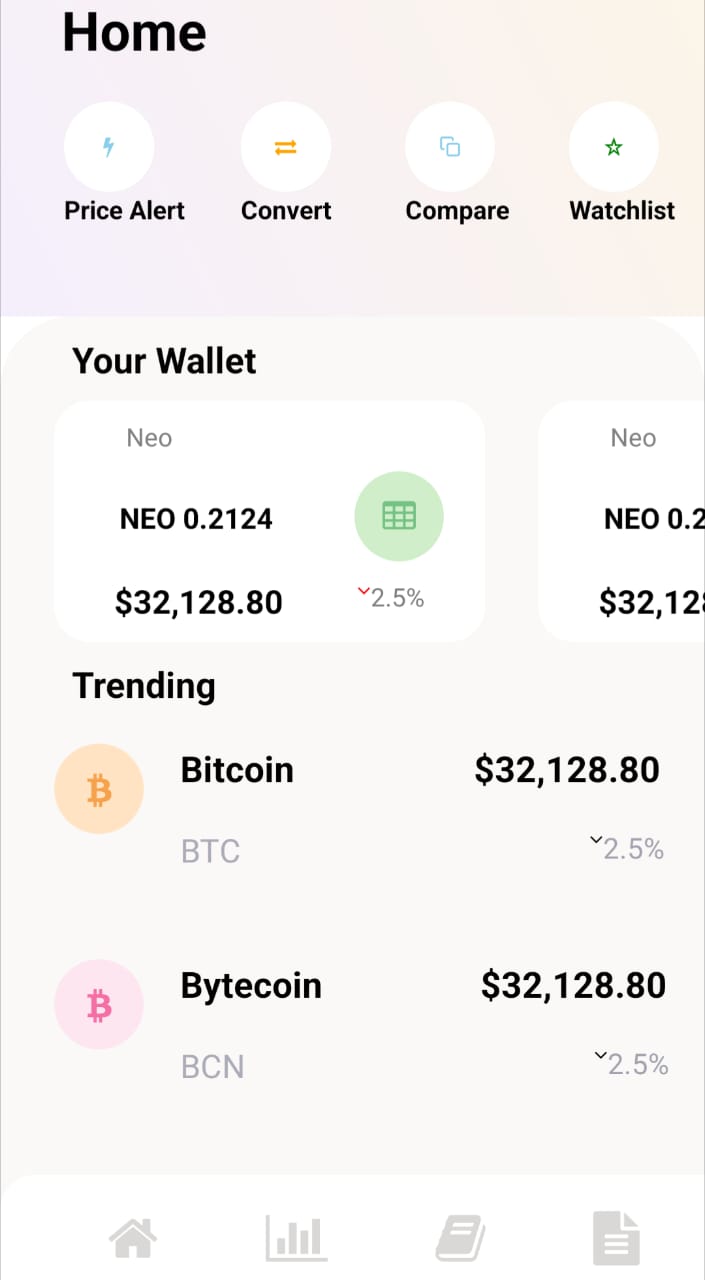 Home
Price Alert Convert Compare Watchlist
Your Wallet
Neo Neo
NEO 0.2124 NEO 0.2
$32,128.80 2.5% $32,12
Trending
Bitcoin $32,128.80
BTC 2.5%
Bytecoin $32,128.80
BCN 2.5%